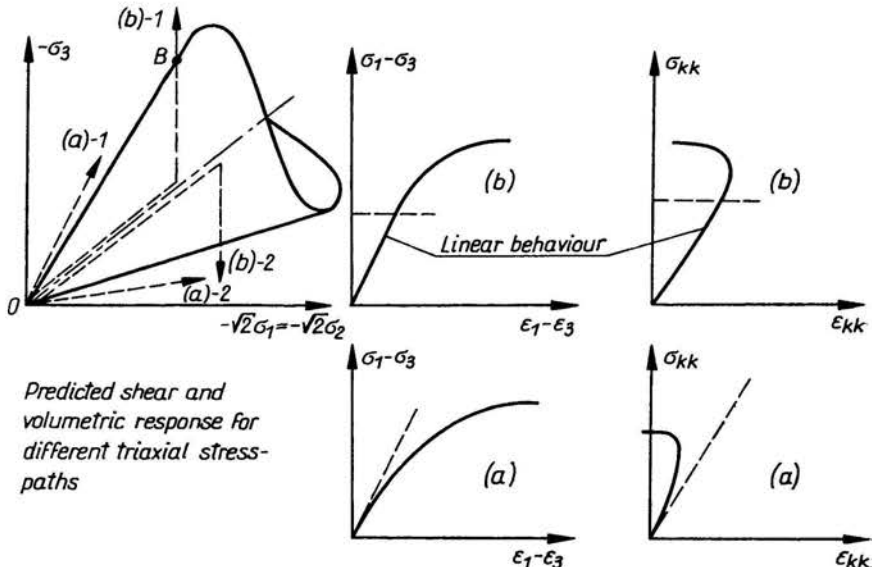 (b)-1
-σ3
B
(a)-1
(b)-2
(a)-2
O
-√2σ1=-√2σ2
σ1-σ3
(b)
Linear behaviour
ε1-ε3
σkk
(b)
εkk
Predicted shear and
volumetric response for
different triaxial stress-
paths
σ1-σ3
(a)
ε1-ε3
σkk
(a)
εkk